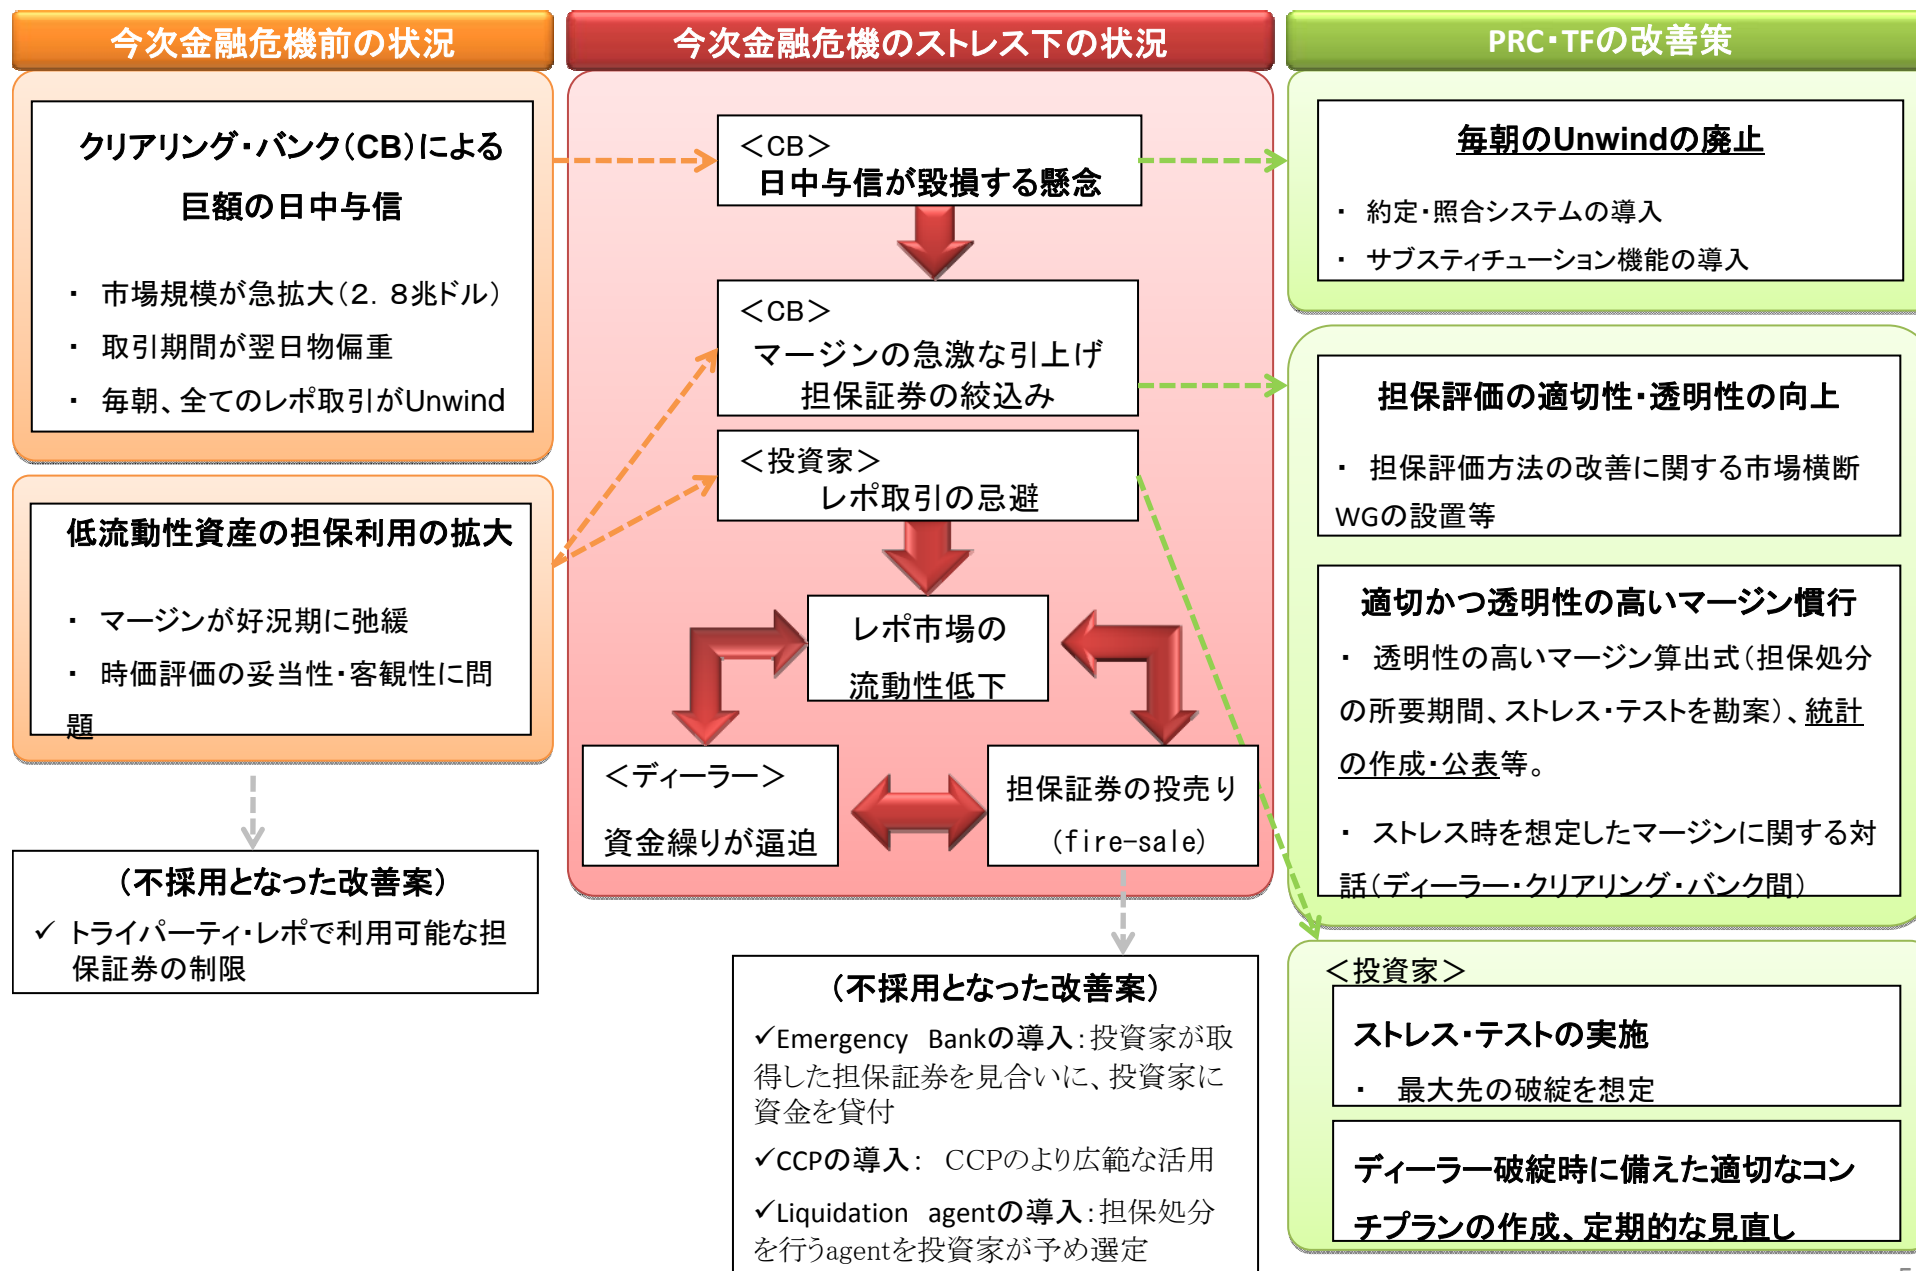 今次金融危機前の状況
クリアリング・バンク（CB）による
巨額の日中与信
・ 市場規模が急拡大（２．８兆ドル）
・ 取引期間が翌日物偏重
・ 毎朝、全てのレポ取引がUnwind
低流動性資産の担保利用の拡大
・ マージンが好況期に弛緩
・ 時価評価の妥当性・客観性に問
題
（不採用となった改善案）
✓ トライパーティ・レポで利用可能な担
保証券の制限
今次金融危機のストレス下の状況
＜CB＞
日中与信が毀損する懸念
＜CB＞
マージンの急激な引上げ
担保証券の絞込み
＜投資家＞
レポ取引の忌避
レポ市場の
流動性低下
＜ディーラー＞
資金繰りが逼迫
担保証券の投売り
（fire-sale）
（不採用となった改善案）
✓Emergency Bankの導入：投資家が取
得した担保証券を見合いに、投資家に
資金を貸付
✓CCPの導入： CCPのより広範な活用
✓Liquidation agentの導入：担保処分
を行うagentを投資家が予め選定
PRC・TFの改善策
毎朝のUnwindの廃止
・ 約定・照合システムの導入
・ サブスティチューション機能の導入
担保評価の適切性・透明性の向上
・ 担保評価方法の改善に関する市場横断
WGの設置等
適切かつ透明性の高いマージン慣行
・ 透明性の高いマージン算出式（担保処分
の所要期間、ストレス・テストを勘案）、統計
の作成・公表等。
・ ストレス時を想定したマージンに関する対
話（ディーラー・クリアリング・バンク間）
＜投資家＞
ストレス・テストの実施
・ 最大先の破綻を想定
ディーラー破綻時に備えた適切なコン
チプランの作成、定期的な見直し